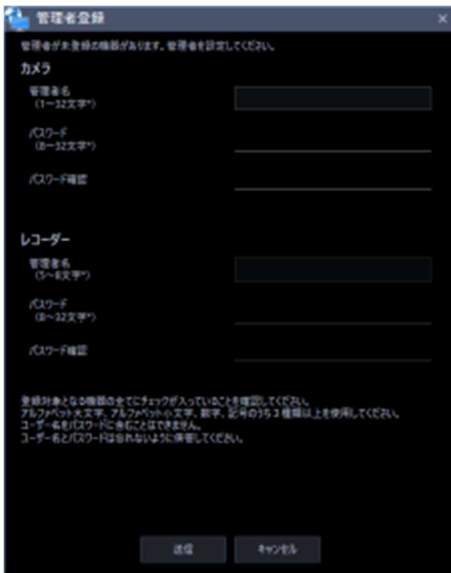 管理者登録
管理者が未登録の機器があります。管理者を設定してください。
カメラ
管理者名
(1～32文字*)
パスワード
(8～32文字*)
パスワード確認
レコーダー
管理者名
(5～8文字*)
パスワード
(8～32文字*)
パスワード確認
登録対象となる機器の全てにチェックが入っていることを確認してください。
アルファベット大文字、アルファベット小文字、数字、記号のうち3種類以上を使用してください。
ユーザー名をパスワードに含むことはできません。
ユーザー名とパスワードは忘れないように保管してください。
送信
キャンセル